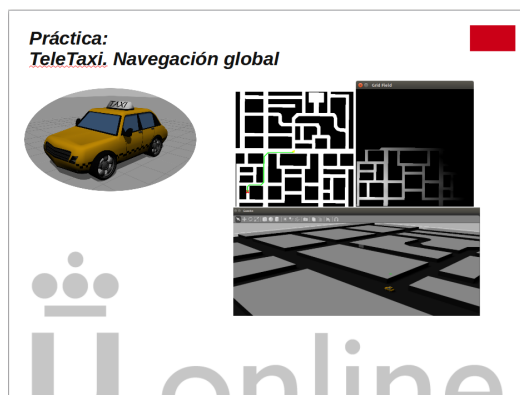 Práctica:
TeleTaxi. Navegación global
TAXI
Grid Field
U online